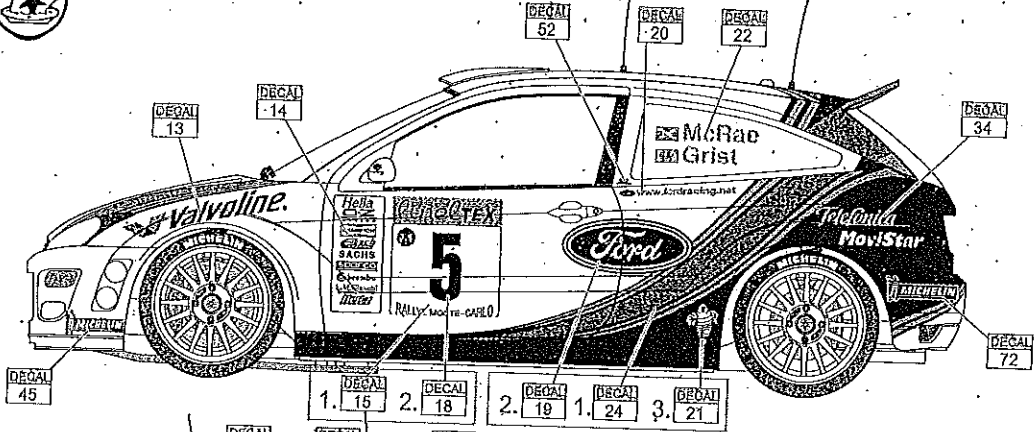 DECAL
52
DECAL
20
DECAL
22
DECAL
14
DECAL
13
DECAL
34
McRae
Grist
www.fordracing.net
Valvoline.
MICHELIN
Hella
SACHS
5
RALLYE MONTE-CARLO
Ford
Telefonica
MoviStar
MICHELIN
MICHELIN
MICHELIN
DECAL
45
1. DECAL
15
2. DECAL
18
2. DECAL
19
1. DECAL
24
3. DECAL
21
DECAL
72
DECAL